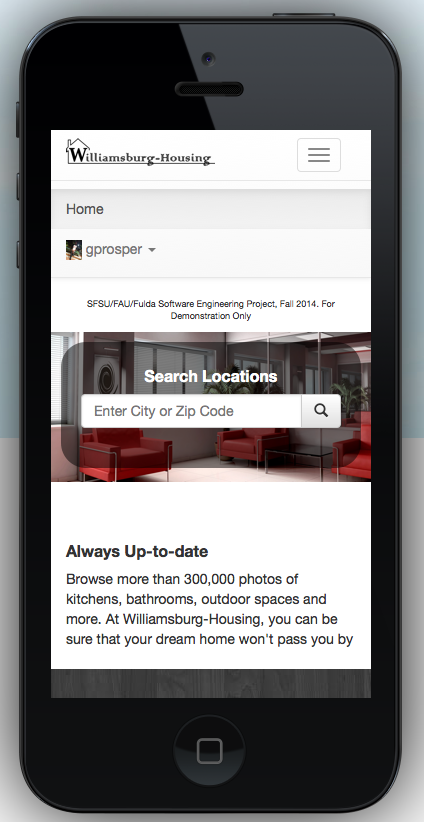 Williamsburg-Housing
Home
gprosper
SFSU/FAU/Fulda Software Engineering Project, Fall 2014. For
Demonstration Only
Search Locations
Enter City or Zip Code
Always Up-to-date
Browse more than 300,000 photos of
kitchens, bathrooms, outdoor spaces and
more. At Williamsburg-Housing, you can be
sure that your dream home won't pass you by